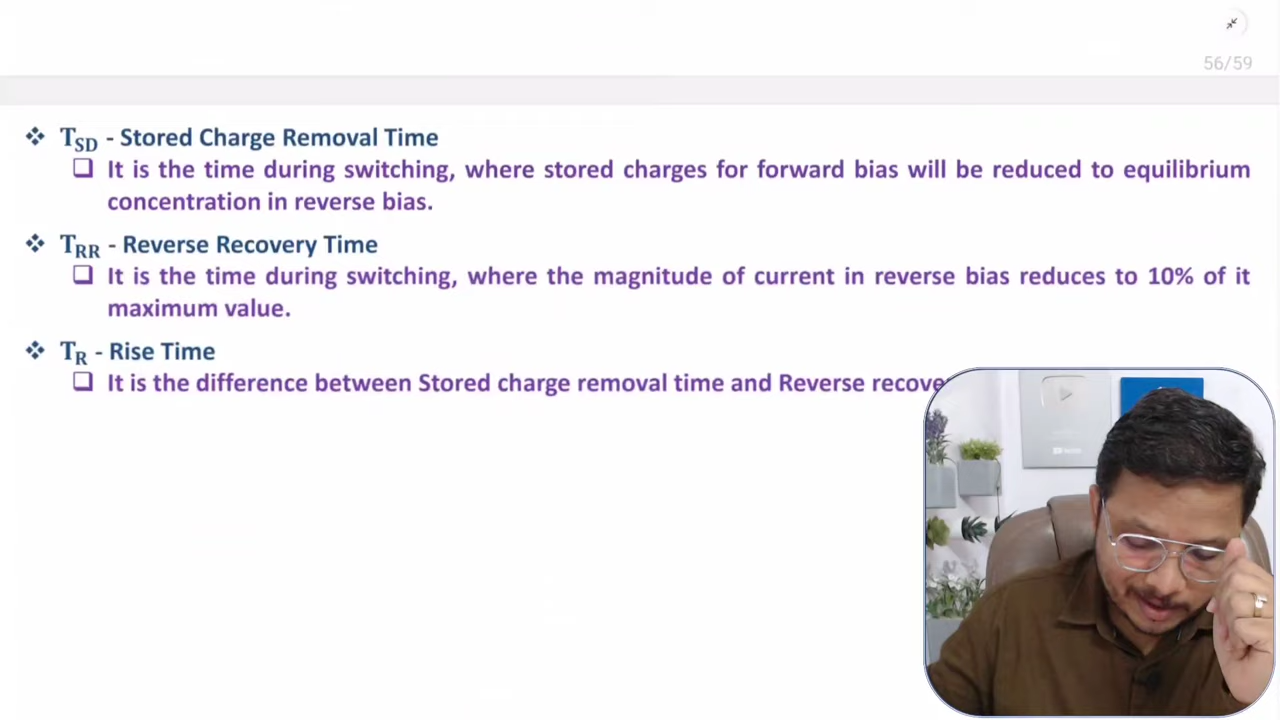 56/59
❖ T_SD - Stored Charge Removal Time
❑ It is the time during switching, where stored charges for forward bias will be reduced to equilibrium
concentration in reverse bias.
❖ T_RR - Reverse Recovery Time
❑ It is the time during switching, where the magnitude of current in reverse bias reduces to 10% of it
maximum value.
❖ T_R - Rise Time
❑ It is the difference between Stored charge removal time and Reverse